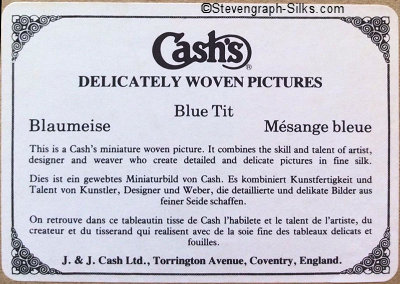 ©Stevengraph-Silks.com
Cash's®
DELICATELY WOVEN PICTURES
Blue Tit
Blaumeise Mésange bleue
This is a Cash's miniature woven picture. It combines the skill and talent of artist,
designer and weaver who create detailed and delicate pictures in fine silk.
Dies ist ein gewebtes Miniaturbild von Cash. Es kombiniert Kunstfertigkeit und
Talent von Kunstler, Designer und Weber, die detaillierte und delikate Bilder aus
feiner Seide schaffen.
On retrouve dans ce tableautin tisse de Cash l'habilete et le talent de l'artiste, du
createur et du tisserand qui realisent avec de la soie fine des tableaux delicats et
fouilles.
J. & J. Cash Ltd., Torrington Avenue, Coventry, England.